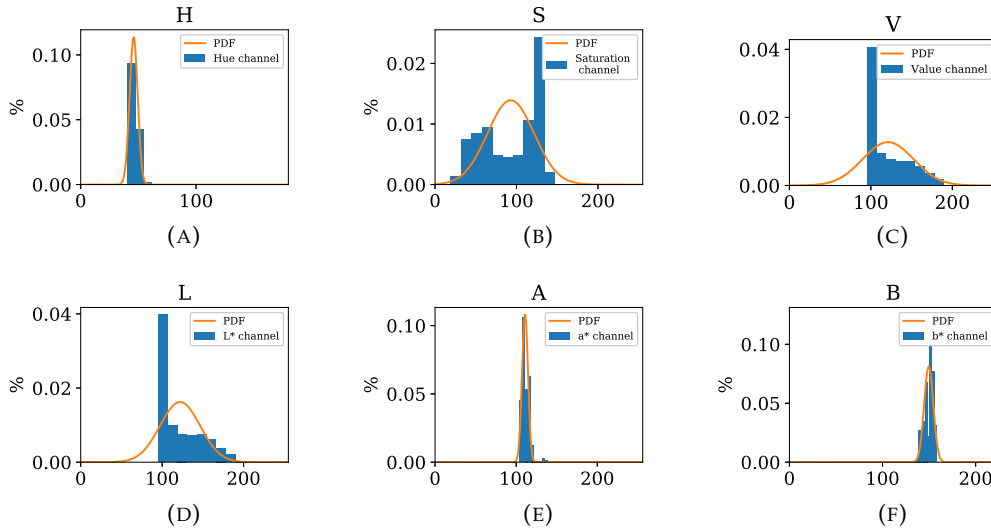 H
0.10
0.05
0.00
%
0
100
PDF
Hue channel
(A)
S
0.02
0.01
0.00
%
0
100
200
PDF
Saturation
channel
(B)
V
0.04
0.02
0.00
%
0
100
200
PDF
Value channel
(C)
L
0.04
0.02
0.00
%
0
100
200
PDF
L* channel
(D)
A
0.10
0.05
0.00
%
0
100
200
PDF
a* channel
(E)
B
0.10
0.05
0.00
%
0
100
200
PDF
b* channel
(F)